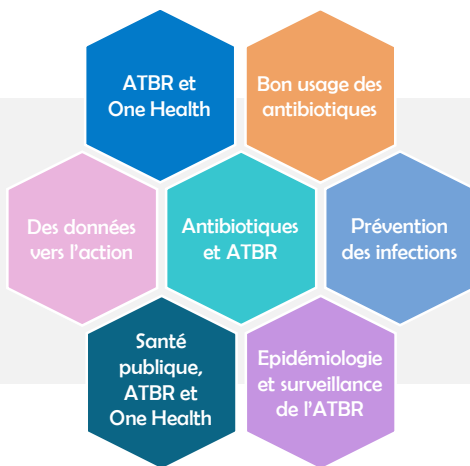 ATBR et
One Health
Bon usage des
antibiotiques
Des données
vers l'action
Antibiotiques
et ATBR
Prévention
des infections
Santé
publique,
ATBR et
One Health
Epidémiologie
et surveillance
de l'ATBR